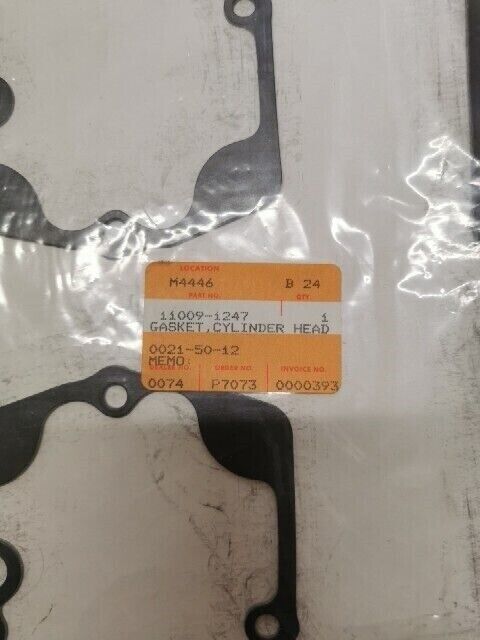 LOCATION
M4446 B 24
PART NO. QTY
11009-1247 1
GASKET,CYLINDER HEAD
0021-50-12
MEMO:
DEALER NO. ORDER NO. INVOICE NO.
0074 P7073 0000393